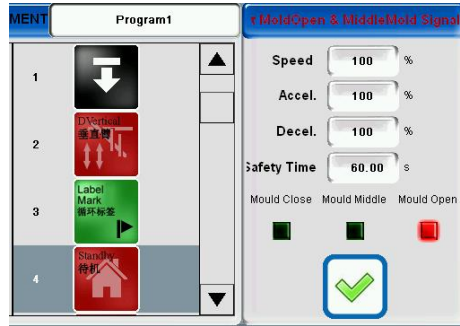 MENT
Program1
1
2
DVertical
垂直臂
3
Label
Mark
循环标签
4
Standby
待机
r MoldOpen & MiddleMold Signal
Speed 100 %
Accel. 100 %
Decel. 100 %
Safety Time 60.00 s
Mould Close Mould Middle Mould Open